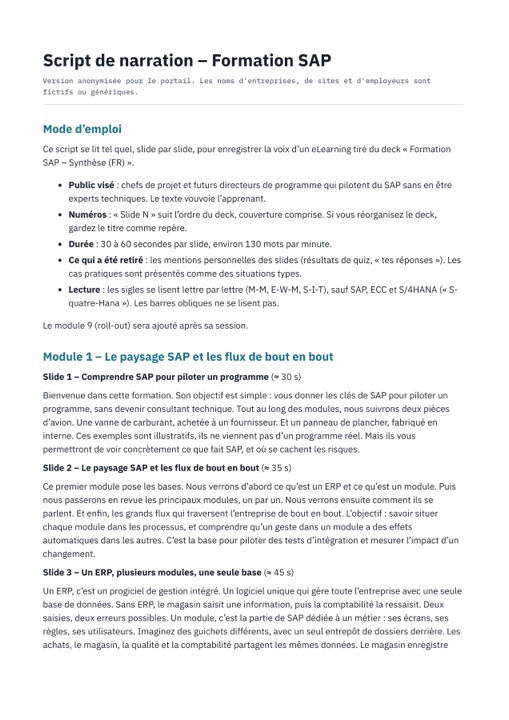 Script de narration – Formation SAP
Version anonymisée pour le portail. Les noms d'entreprises, de sites et d'employeurs sont
fictifs ou génériques.
Mode d'emploi
Ce script se lit tel quel, slide par slide, pour enregistrer la voix d'un eLearning tiré du deck « Formation
SAP – Synthèse (FR) ».
• Public visé : chefs de projet et futurs directeurs de programme qui pilotent du SAP sans en être
experts techniques. Le texte vouvoie l'apprenant.
• Numéros : « Slide N » suit l'ordre du deck, couverture comprise. Si vous réorganisez le deck,
gardez le titre comme repère.
• Durée : 30 à 60 secondes par slide, environ 130 mots par minute.
• Ce qui a été retiré : les mentions personnelles des slides (résultats de quiz, « tes réponses »). Les
cas pratiques sont présentés comme des situations types.
• Lecture : les sigles se lisent lettre par lettre (M-M, E-W-M, S-I-T), sauf SAP, ECC et S/4HANA (« S-
quatre-Hana »). Les barres obliques ne se lisent pas.
Le module 9 (roll-out) sera ajouté après sa session.
Module 1 – Le paysage SAP et les flux de bout en bout
Slide 1 – Comprendre SAP pour piloter un programme (≈ 30 s)
Bienvenue dans cette formation. Son objectif est simple : vous donner les clés de SAP pour piloter un
programme, sans devenir consultant technique. Tout au long des modules, nous suivrons deux pièces
d'avion. Une vanne de carburant, achetée à un fournisseur. Et un panneau de plancher, fabriqué en
interne. Ces exemples sont illustratifs, ils ne viennent pas d'un programme réel. Mais ils vous
permettront de voir concrètement ce que fait SAP, et où se cachent les risques.
Slide 2 – Le paysage SAP et les flux de bout en bout (≈ 35 s)
Ce premier module pose les bases. Nous verrons d'abord ce qu'est un ERP et ce qu'est un module. Puis
nous passerons en revue les principaux modules, un par un. Nous verrons ensuite comment ils se
parlent. Et enfin, les grands flux qui traversent l'entreprise de bout en bout. L'objectif : savoir situer
chaque module dans les processus, et comprendre qu'un geste dans un module a des effets
automatiques dans les autres. C'est la base pour piloter des tests d'intégration et mesurer l'impact d'un
changement.
Slide 3 – Un ERP, plusieurs modules, une seule base (≈ 45 s)
Un ERP, c'est un progiciel de gestion intégré. Un logiciel unique qui gère toute l'entreprise avec une seule
base de données. Sans ERP, le magasin saisit une information, puis la comptabilité la ressaisit. Deux
saisies, deux erreurs possibles. Un module, c'est la partie de SAP dédiée à un métier : ses écrans, ses
règles, ses utilisateurs. Imaginez des guichets différents, avec un seul entrepôt de dossiers derrière. Les
achats, le magasin, la qualité et la comptabilité partagent les mêmes données. Le magasin enregistre